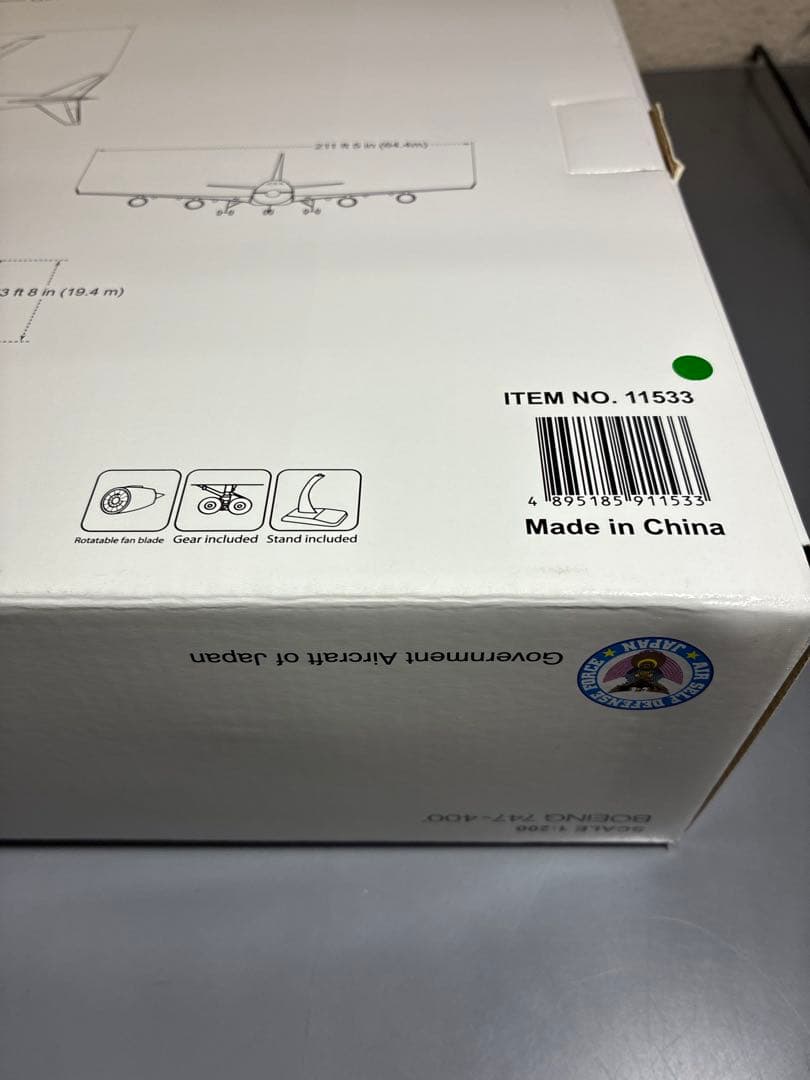 211 ft 5 in (64.4m)
3 ft 8 in (19.4 m)
ITEM NO. 11533
4 895185 911533
Made in China
Rotatable fan blade Gear included Stand included
Government Aircraft of Japan
JAPAN
AIR SELF DEFENSE FORCE
BOEING 747-400
SCALE 1:200